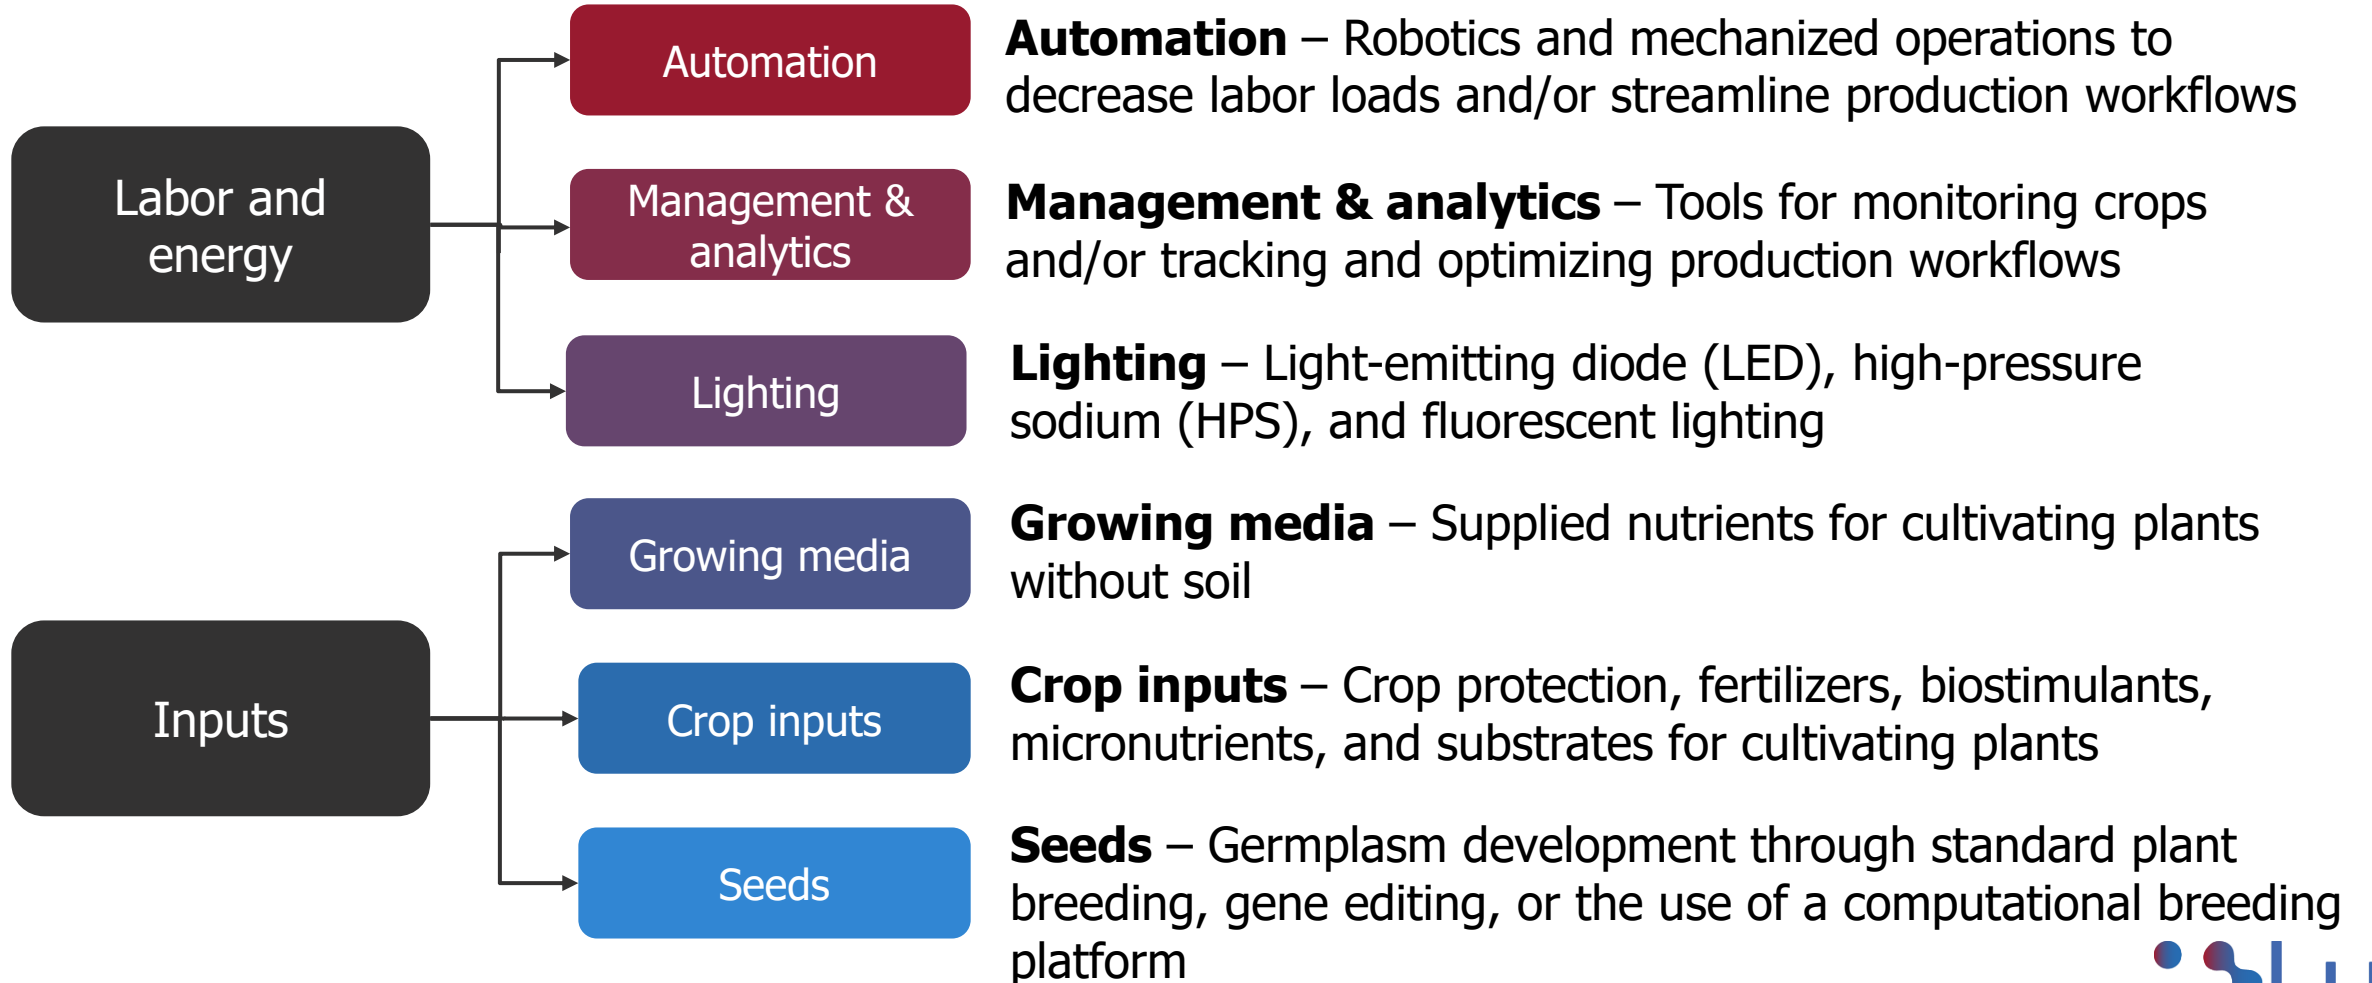 Automation
Automation – Robotics and mechanized operations to
decrease labor loads and/or streamline production workflows
Labor and
energy
Management &
analytics
Management & analytics – Tools for monitoring crops
and/or tracking and optimizing production workflows
Lighting
Lighting – Light-emitting diode (LED), high-pressure
sodium (HPS), and fluorescent lighting
Growing media
Growing media – Supplied nutrients for cultivating plants
without soil
Inputs
Crop inputs
Crop inputs – Crop protection, fertilizers, biostimulants,
micronutrients, and substrates for cultivating plants
Seeds
Seeds – Germplasm development through standard plant
breeding, gene editing, or the use of a computational breeding
platform